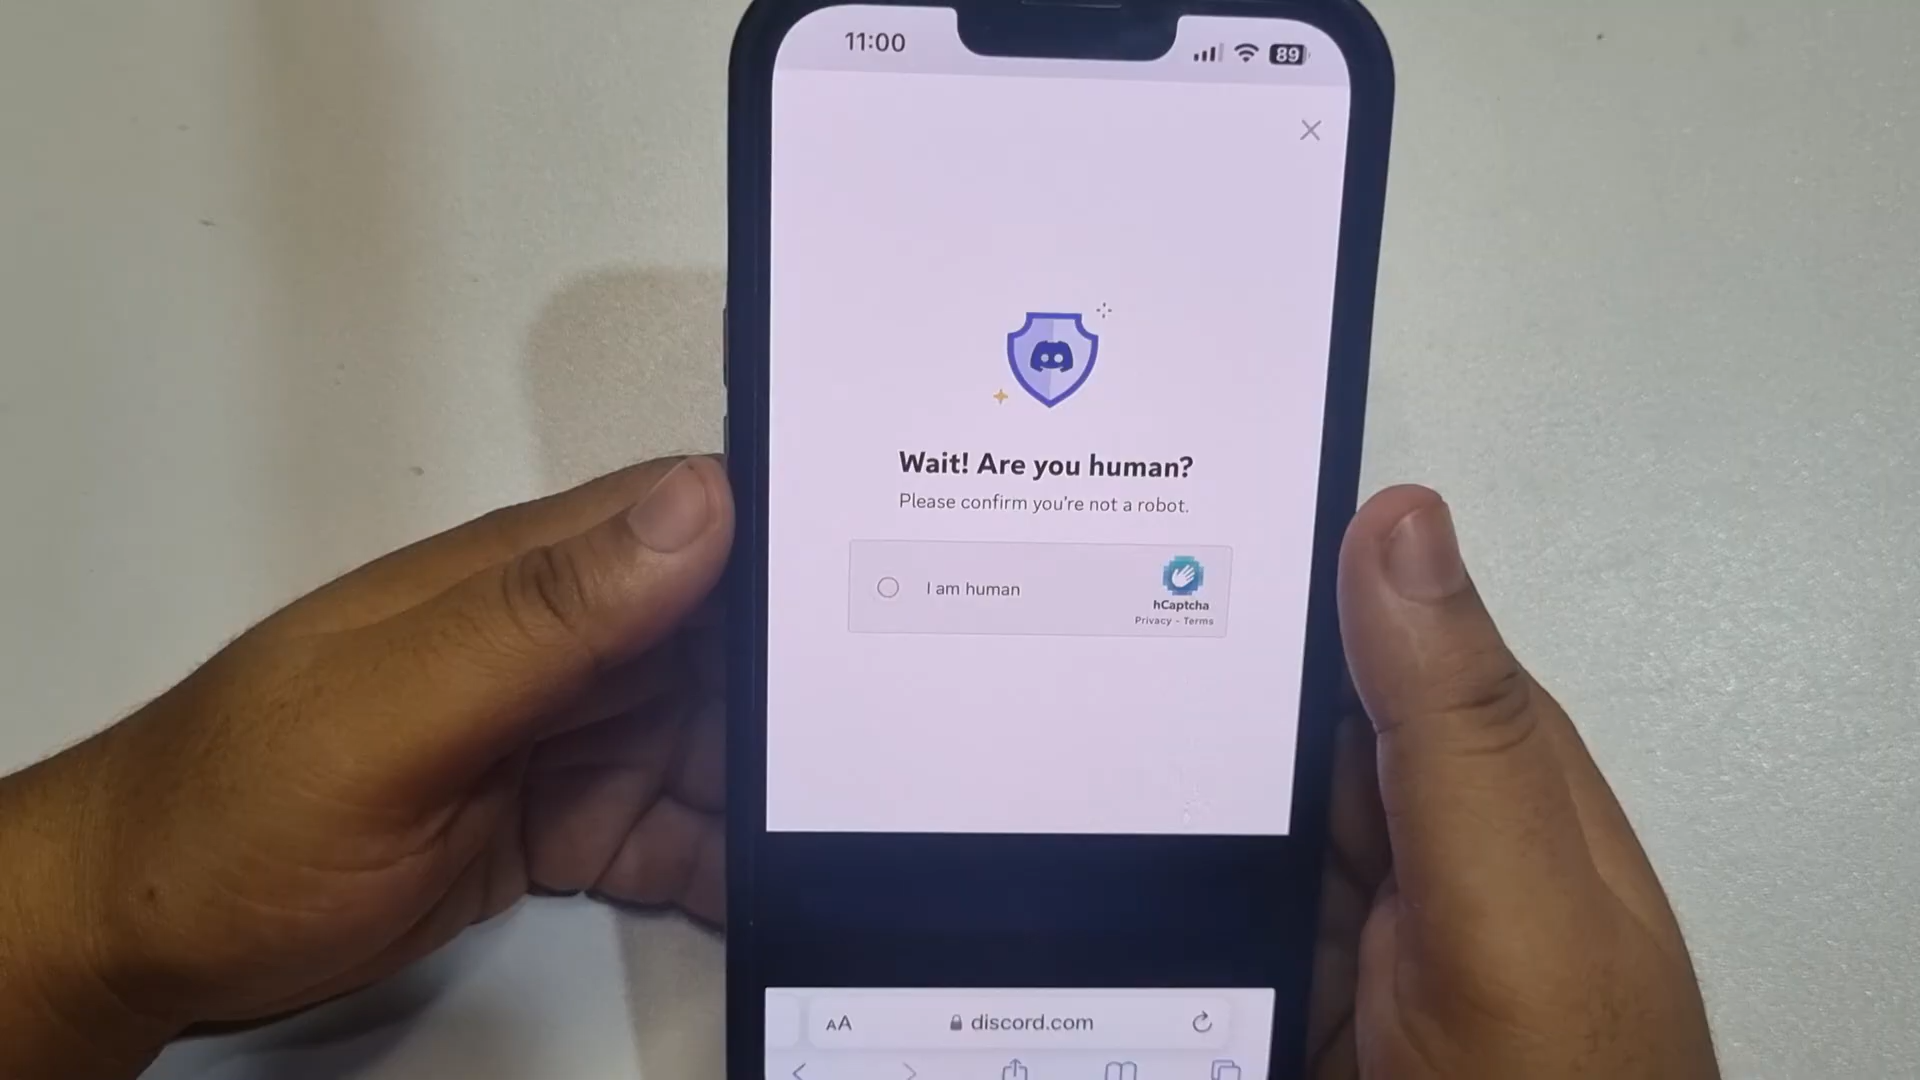 11:00
89
Wait! Are you human?
Please confirm you're not a robot.
I am human
hCaptcha
Privacy - Terms
AA
discord.com